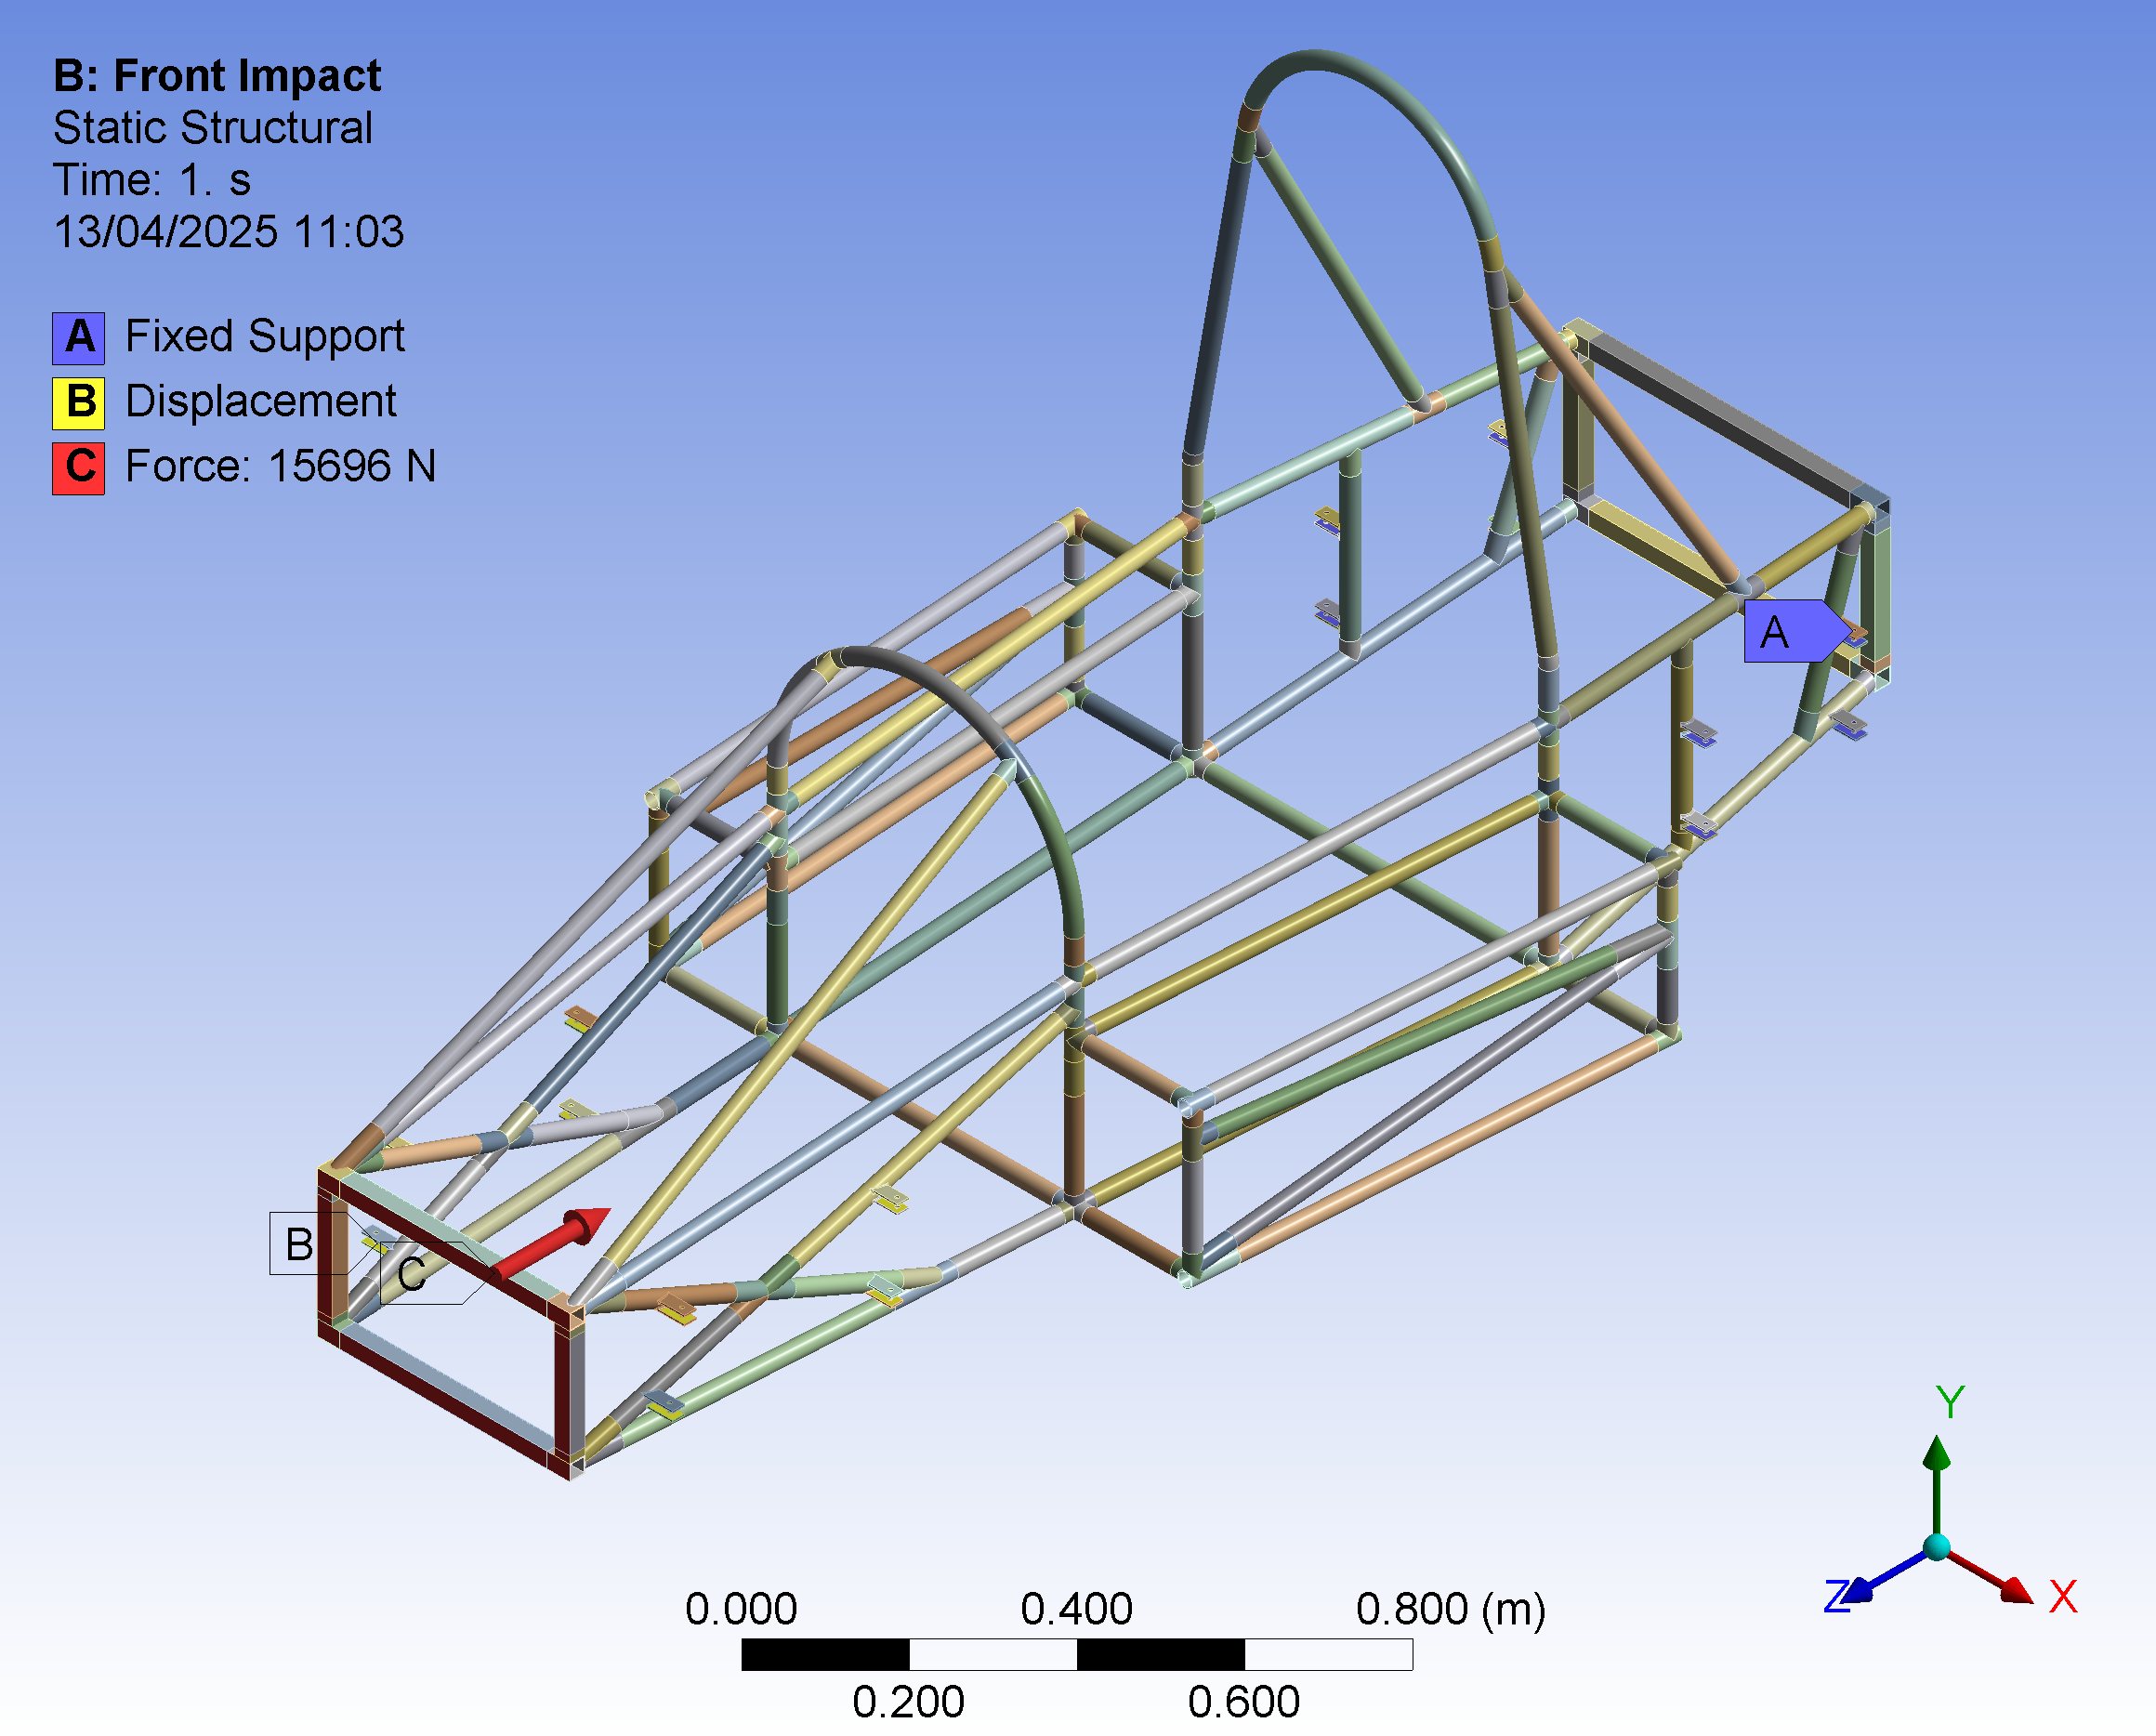 B: Front Impact
Static Structural
Time: 1. s
13/04/2025 11:03
A Fixed Support
B Displacement
C Force: 15696 N
A
B
C
Y
Z
X
0.000 0.400 0.800 (m)
0.200 0.600